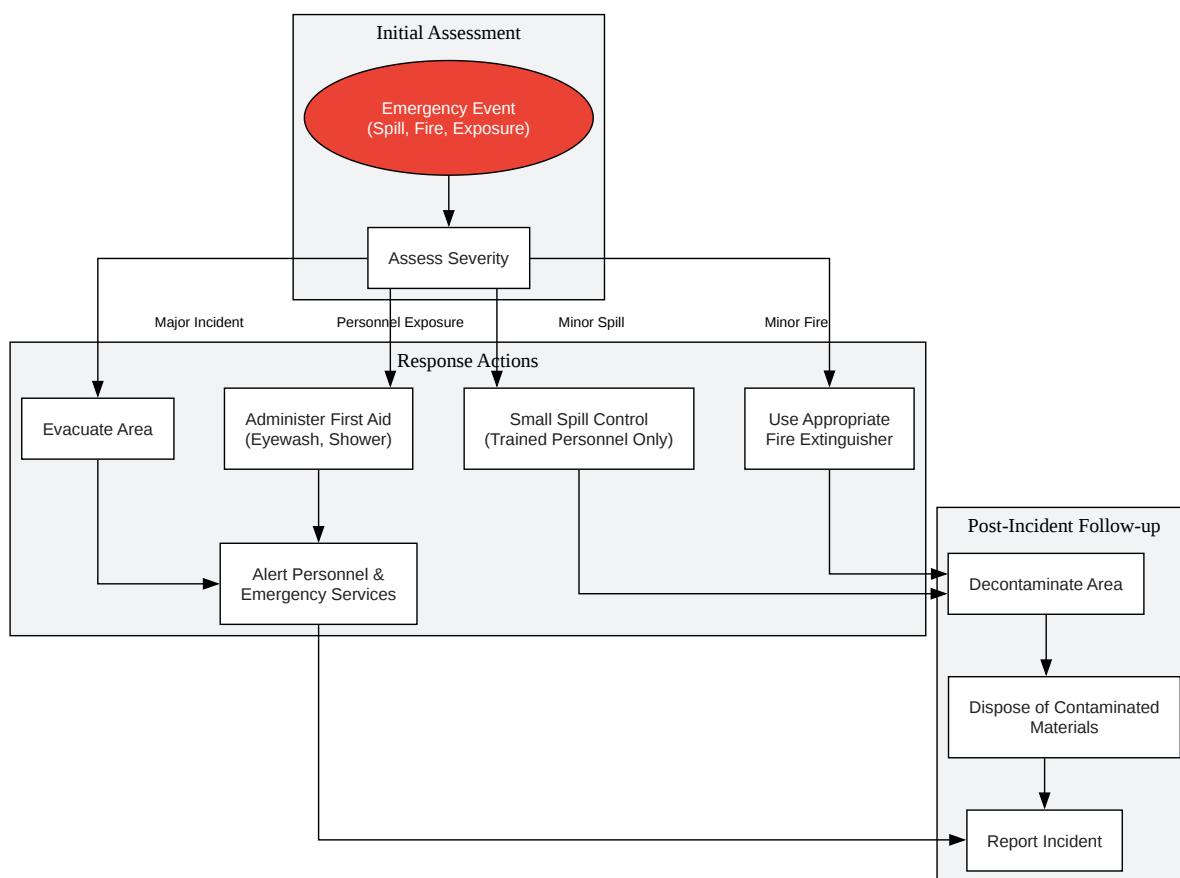 Initial Assessment
Emergency Event
(Spill, Fire, Exposure)
Assess Severity
Major Incident
Personnel Exposure
Minor Spill
Minor Fire
Response Actions
Evacuate Area
Administer First Aid
(Eyewash, Shower)
Small Spill Control
(Trained Personnel Only)
Use Appropriate
Fire Extinguisher
Alert Personnel &
Emergency Services
Post-Incident Follow-up
Decontaminate Area
Dispose of Contaminated
Materials
Report Incident